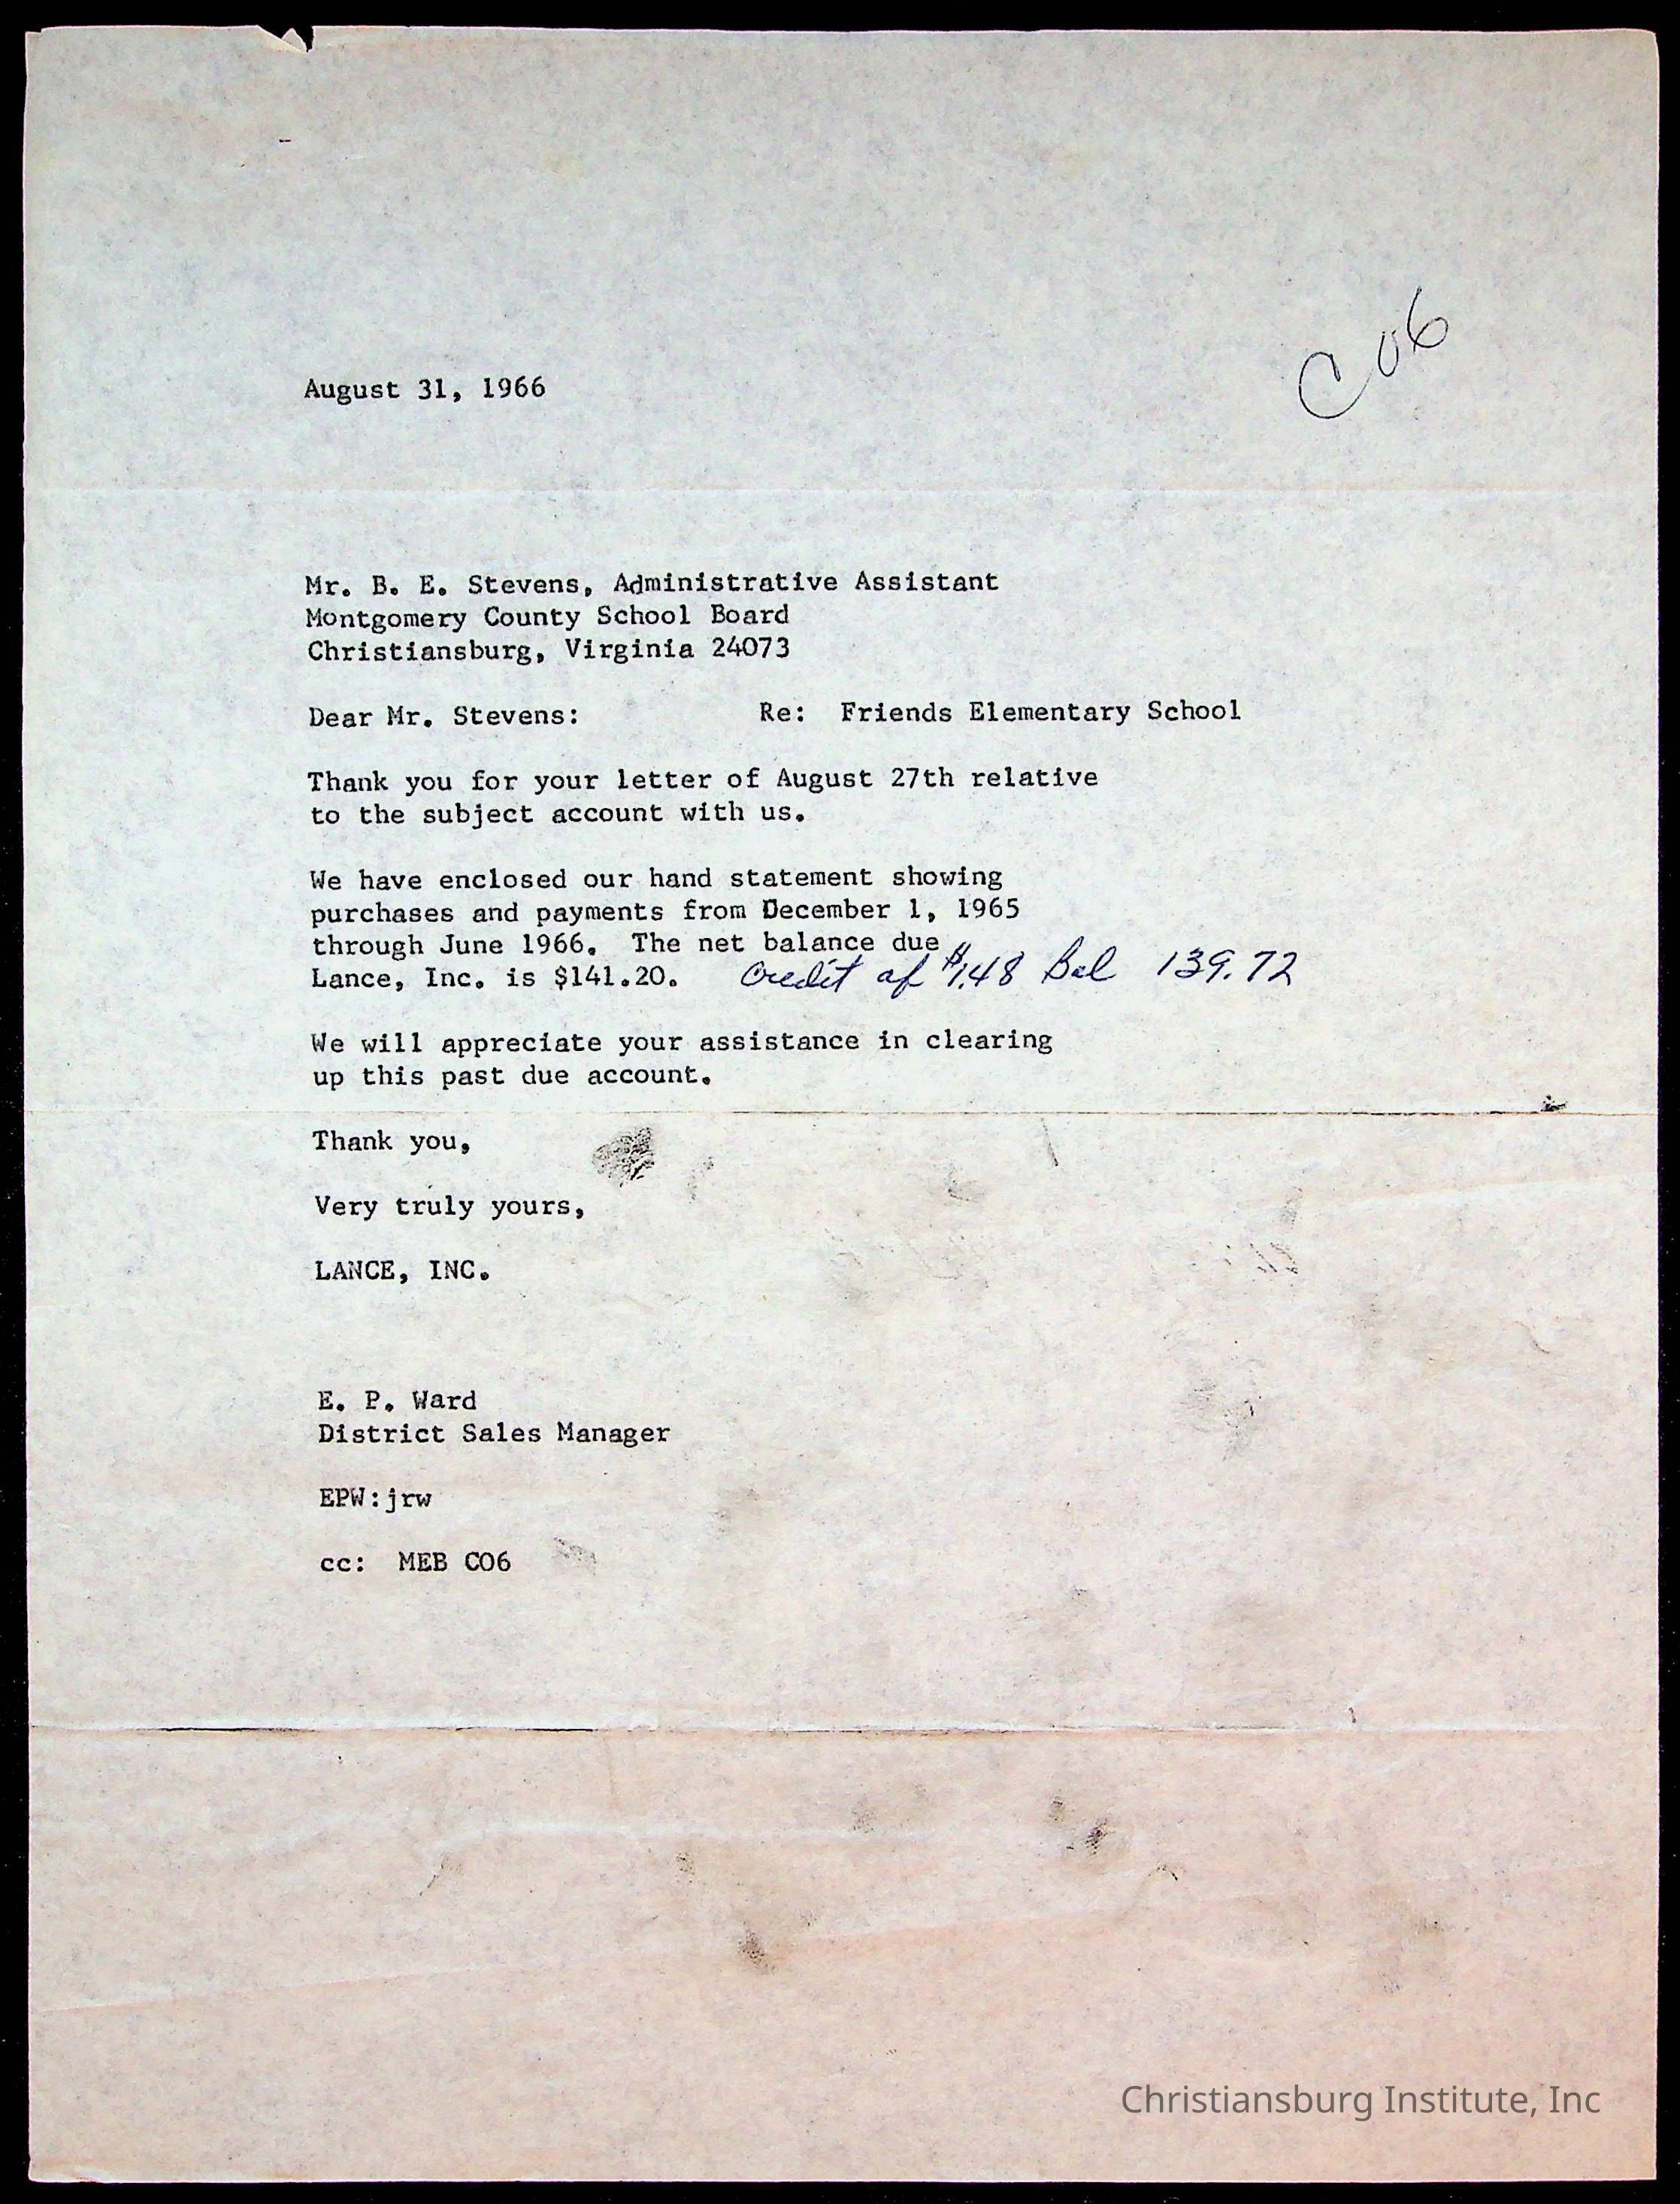 C06
August 31, 1966
Mr. B. E. Stevens, Administrative Assistant
Montgomery County School Board
Christiansburg, Virginia 24073
Dear Mr. Stevens: Re: Friends Elementary School
Thank you for your letter of August 27th relative
to the subject account with us.
We have enclosed our hand statement showing
purchases and payments from December 1, 1965
through June 1966. The net balance due
Lance, Inc. is $141.20. Credit of $1.48 Bal 139.72
We will appreciate your assistance in clearing
up this past due account.
Thank you,
Very truly yours,
LANCE, INC.
E. P. Ward
District Sales Manager
EPW:jrw
cc: MEB CO6
Christiansburg Institute, Inc